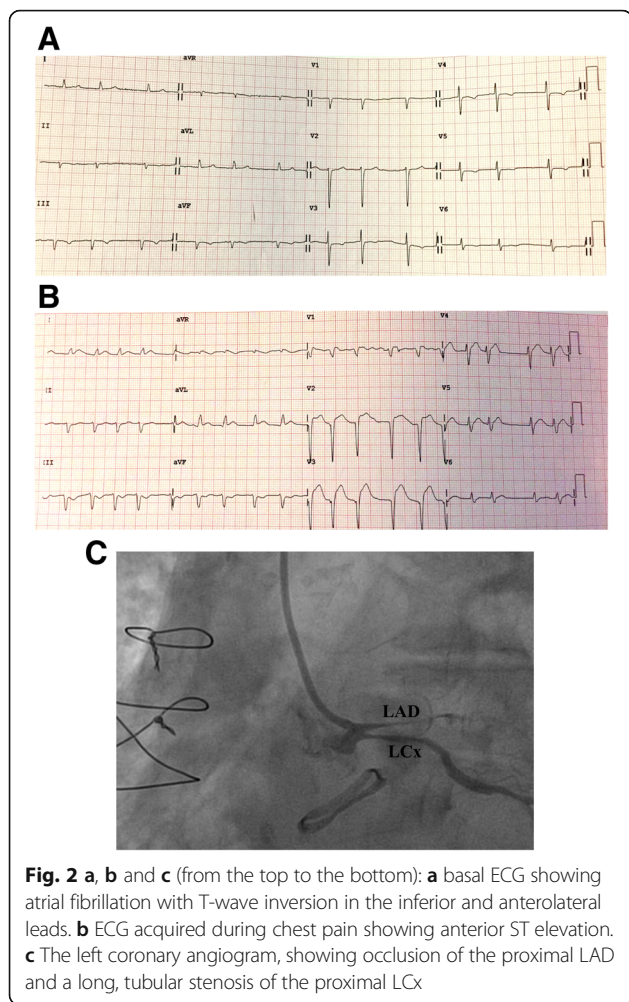 A
I aVR V1 V4
II aVL V2 V5
III aVF V3 V6
B
I aVR V1 V4
II aVL V2 V5
III aVF V3 V6
C
LAD
LCx
Fig. 2 a, b and c (from the top to the bottom): a basal ECG showing
atrial fibrillation with T-wave inversion in the inferior and anterolateral
leads. b ECG acquired during chest pain showing anterior ST elevation.
c The left coronary angiogram, showing occlusion of the proximal LAD
and a long, tubular stenosis of the proximal LCx